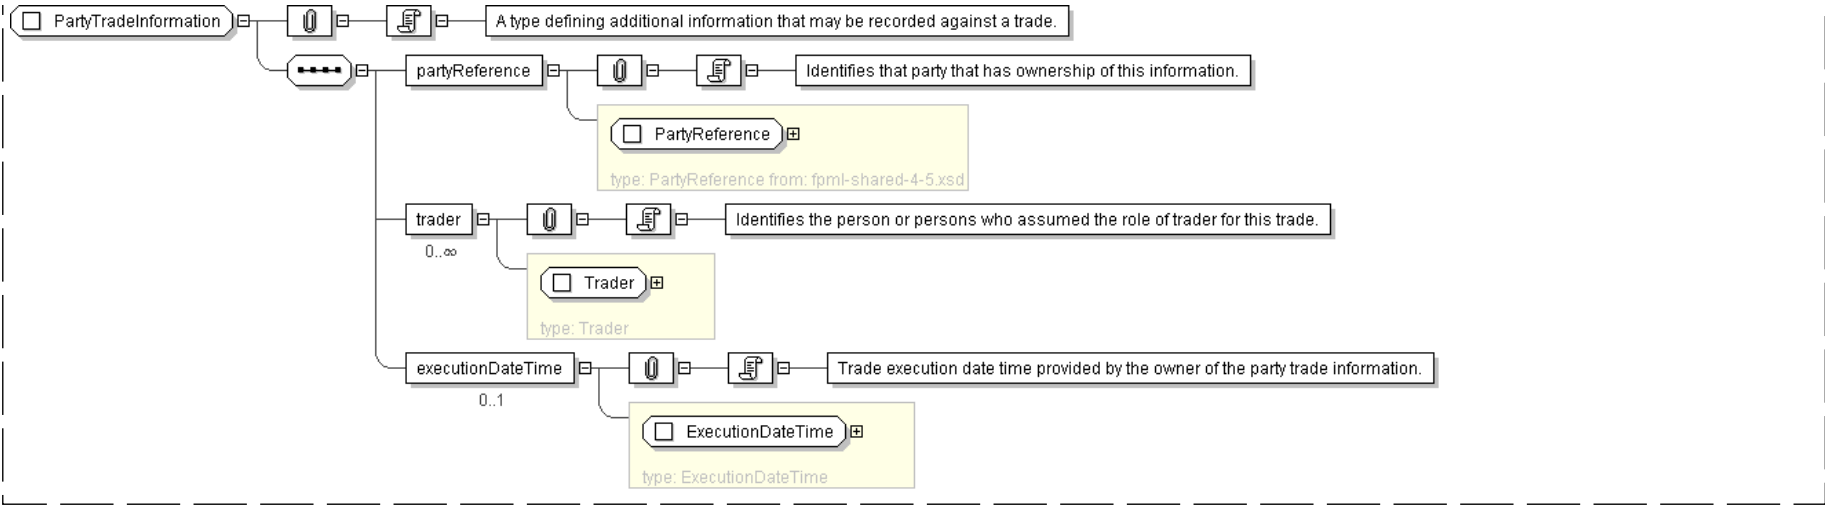 PartyTradeInformation
A type defining additional information that may be recorded against a trade.
partyReference
Identifies that party that has ownership of this information.
PartyReference
type: PartyReference from: fpml-shared-4-5.xsd
trader
Identifies the person or persons who assumed the role of trader for this trade.
0..∞
Trader
type: Trader
executionDateTime
Trade execution date time provided by the owner of the party trade information.
0..1
ExecutionDateTime
type: ExecutionDateTime